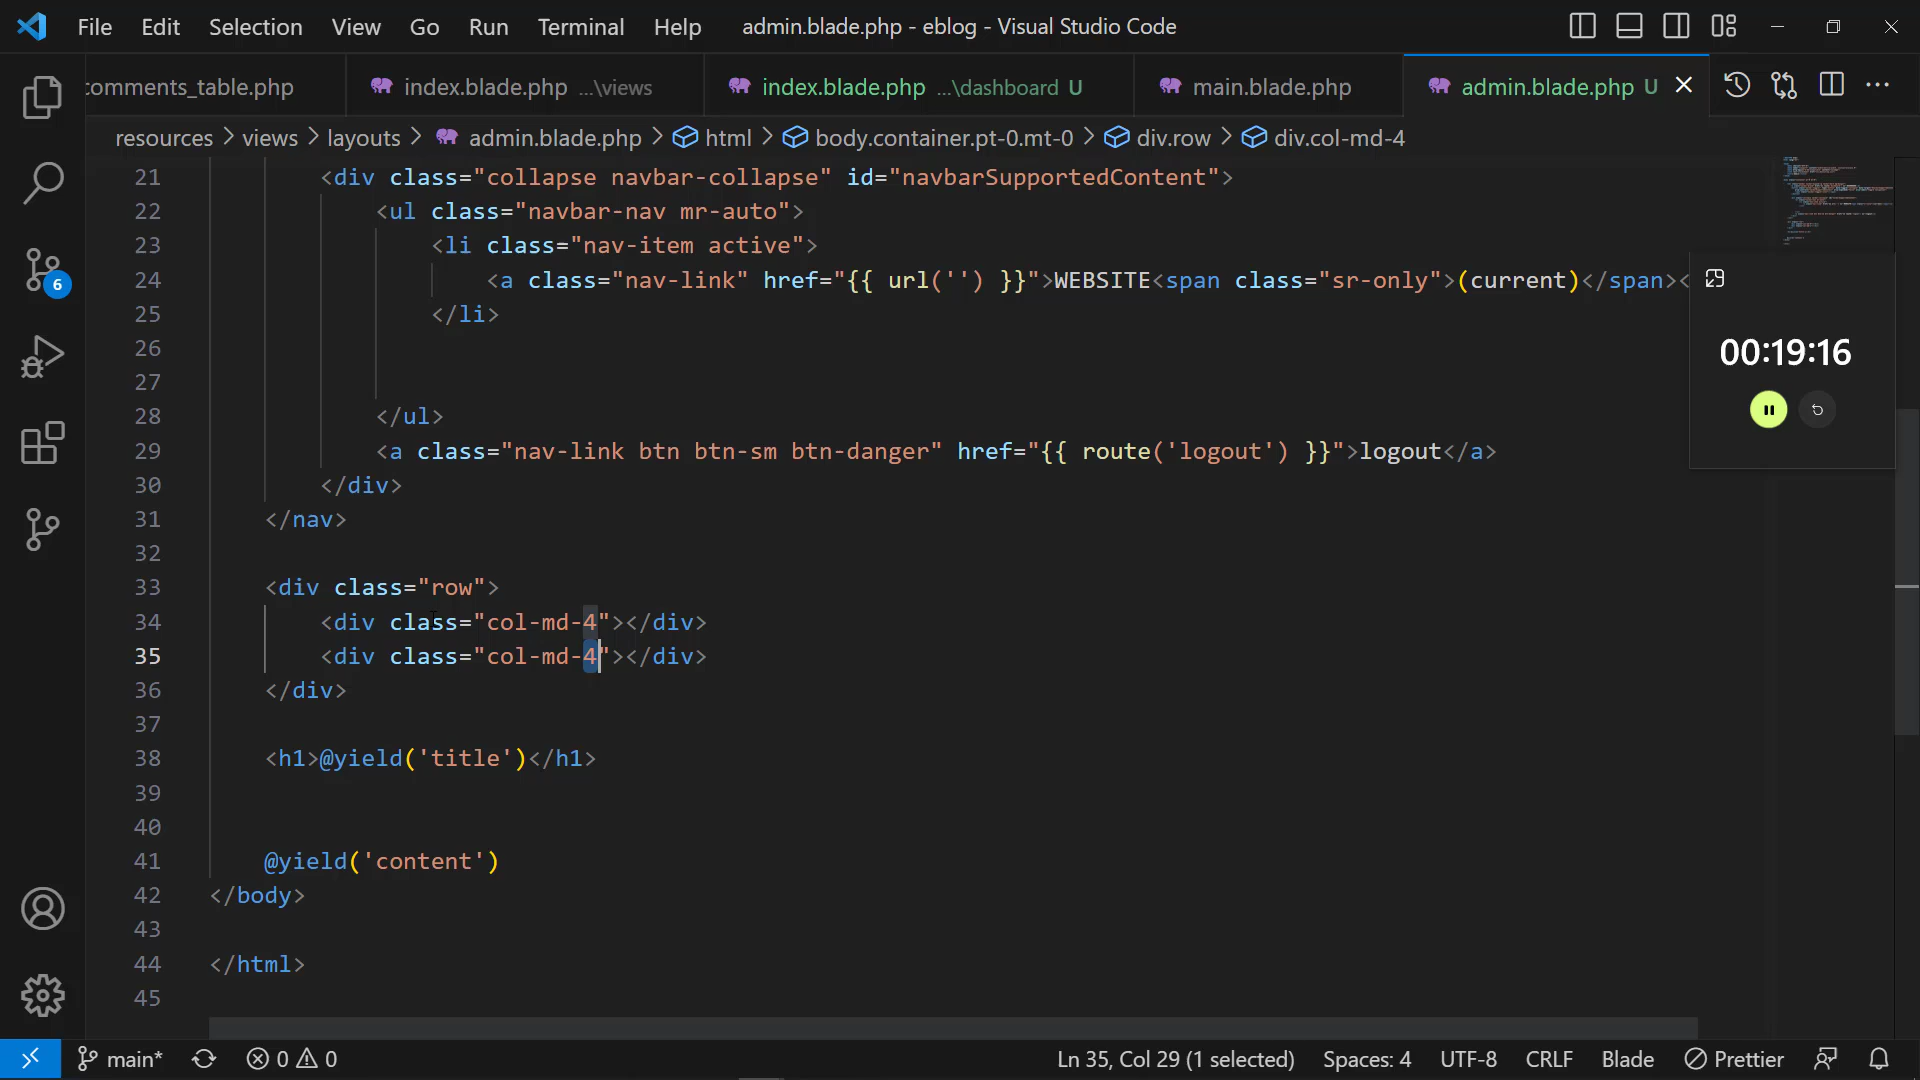 File Edit Selection View Go Run Terminal Help admin.blade.php - eblog - Visual Studio Code
comments_table.php index.blade.php ...\views index.blade.php ...\dashboard U main.blade.php admin.blade.php U
resources > views > layouts > admin.blade.php > html > body.container.pt-0.mt-0 > div.row > div.col-md-4
21 <div class="collapse navbar-collapse" id="navbarSupportedContent">
22 <ul class="navbar-nav mr-auto">
23 <li class="nav-item active">
24 <a class="nav-link" href="{{ url('') }}">WEBSITE<span class="sr-only">(current)</span><
25 </li>
26
27
28 </ul>
29 <a class="nav-link btn btn-sm btn-danger" href="{{ route('logout') }}">logout</a>
30 </div>
31 </nav>
32
33 <div class="row">
34 <div class="col-md-4"></div>
35 <div class="col-md-4"></div>
36 </div>
37
38 <h1>@yield('title')</h1>
39
40
41 @yield('content')
42 </body>
43
44 </html>
45
6
00:19:16
main* 0 0 Ln 35, Col 29 (1 selected) Spaces: 4 UTF-8 CRLF Blade Prettier